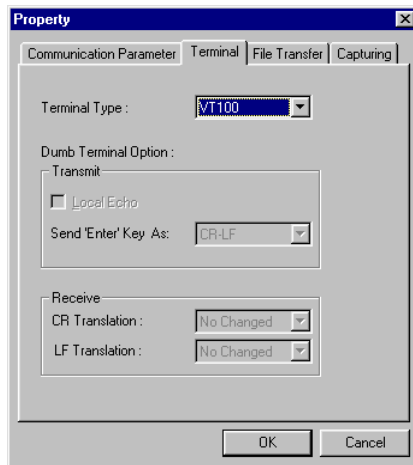 Property
Communication Parameter Terminal File Transfer Capturing
Terminal Type : VT100
Dumb Terminal Option :
Transmit
Local Echo
Send 'Enter' Key As: CR-LF
Receive
CR Translation : No Changed
LF Translation : No Changed
OK Cancel